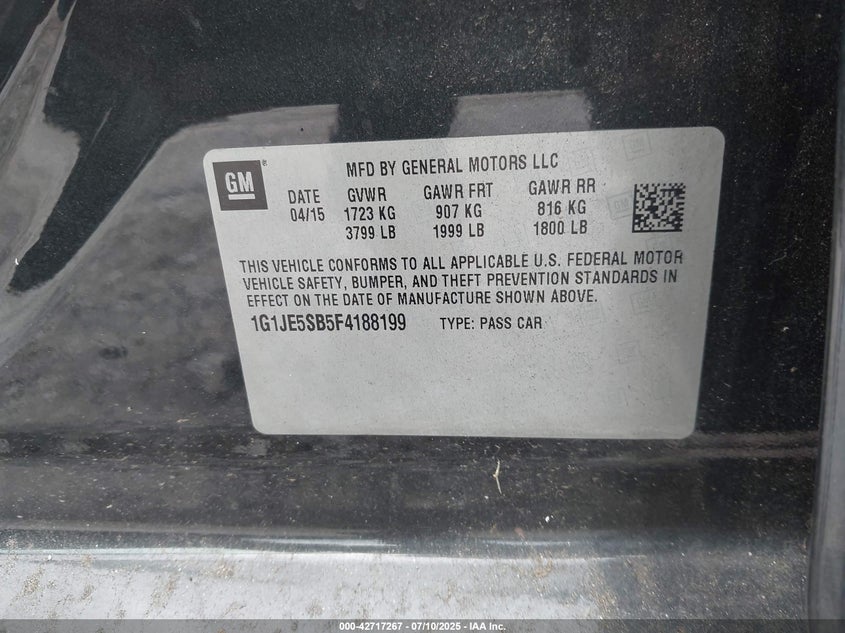 GM ®
MFD BY GENERAL MOTORS LLC
DATE GVWR GAWR FRT GAWR RR
04/15 1723 KG 907 KG 816 KG
3799 LB 1999 LB 1800 LB
THIS VEHICLE CONFORMS TO ALL APPLICABLE U.S. FEDERAL MOTOR
VEHICLE SAFETY, BUMPER, AND THEFT PREVENTION STANDARDS IN
EFFECT ON THE DATE OF MANUFACTURE SHOWN ABOVE.
1G1JE5SB5F4188199 TYPE: PASS CAR
000-42717267 - 07/10/2025 - IAA Inc.